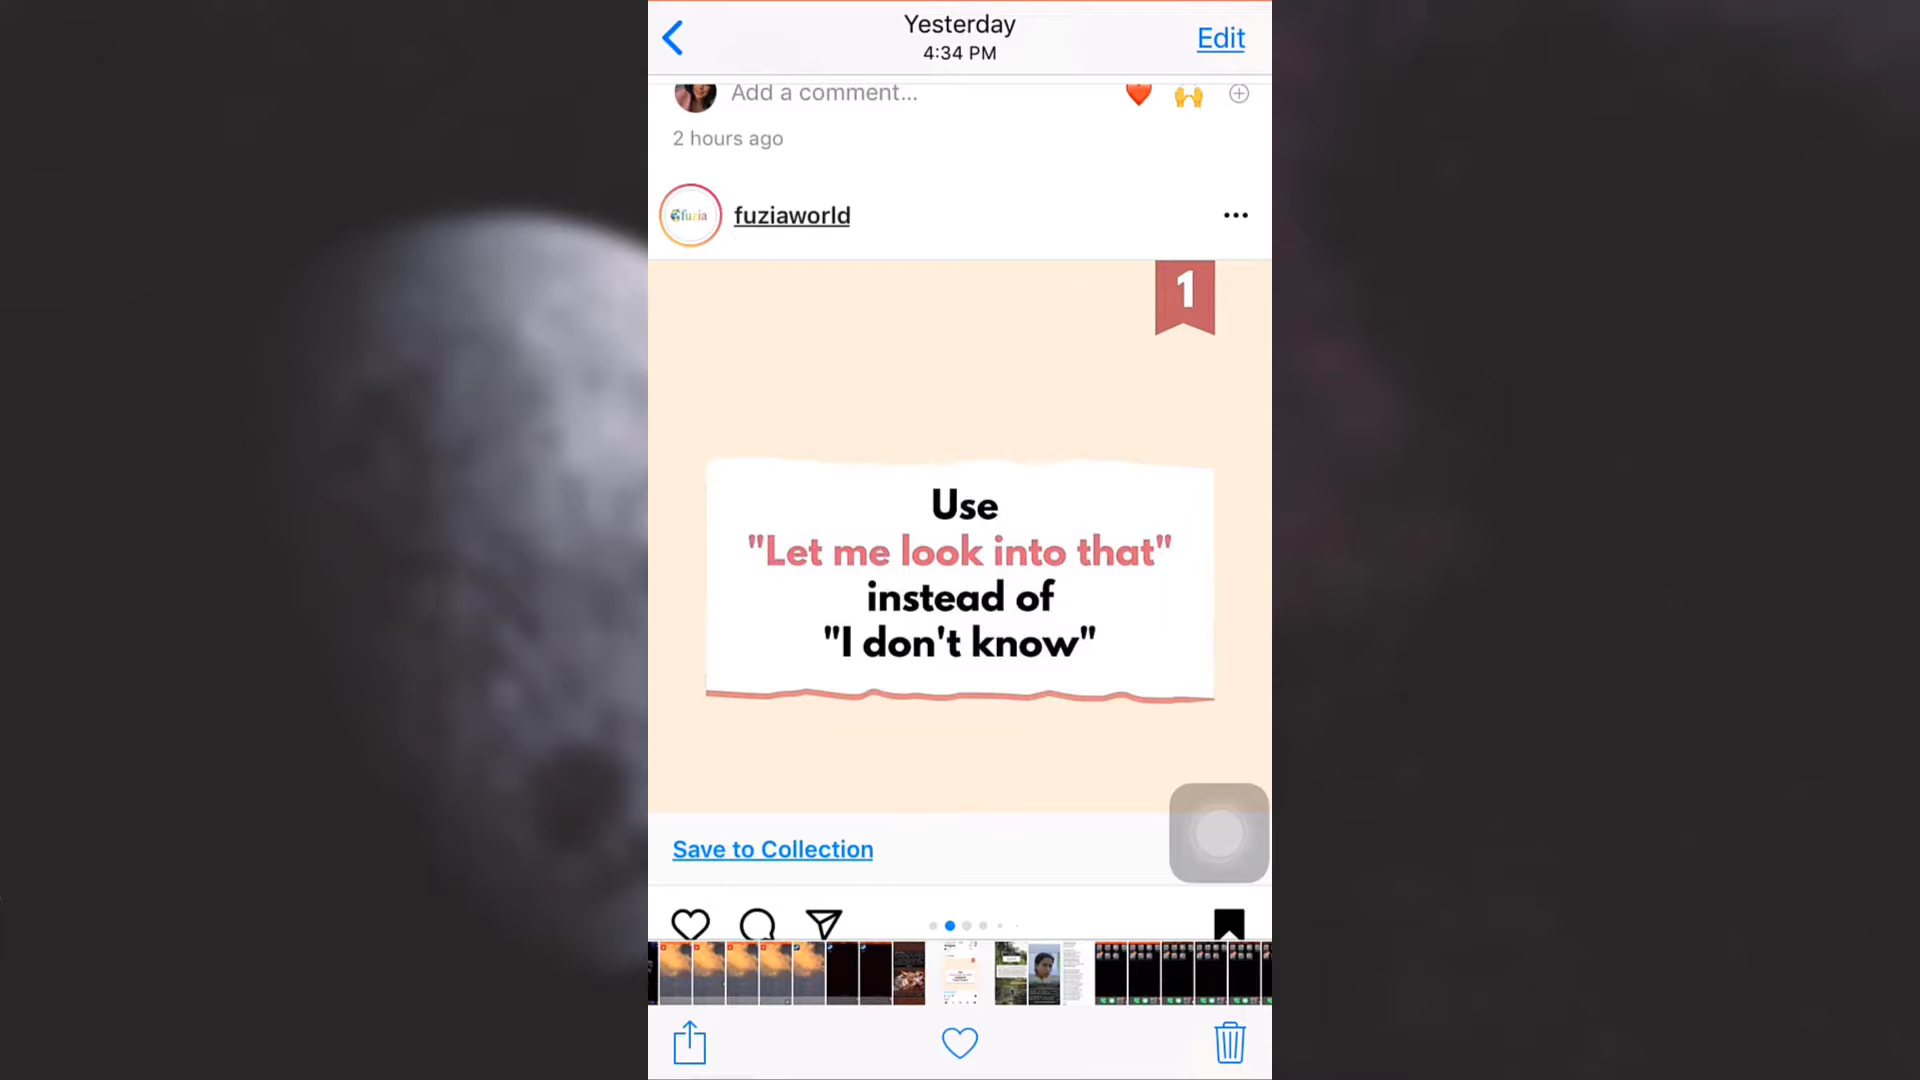 Yesterday
4:34 PM
Edit
Add a comment...
2 hours ago
fuzia
fuziaworld
1
Use
"Let me look into that"
instead of
"I don't know"
Save to Collection